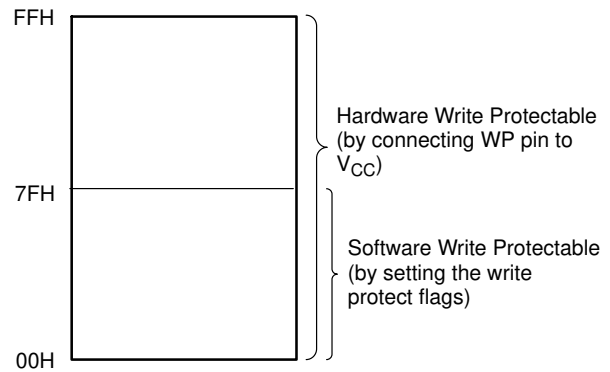 FFH
Hardware Write Protectable
(by connecting WP pin to
VCC)
7FH
Software Write Protectable
(by setting the write
protect flags)
00H